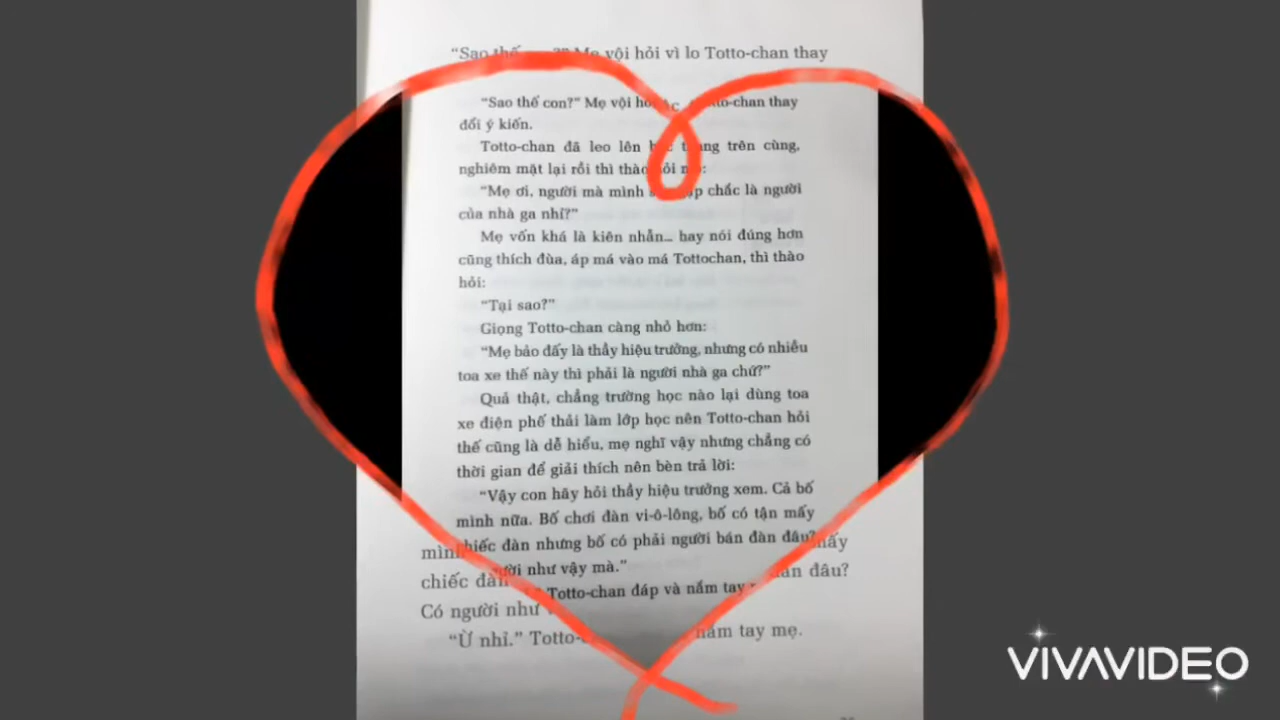 “Sao thế Mẹ vội hỏi vì lo Totto-chan thay
“Sao thế con?” Mẹ vội Totto-chan thay
đổi ý kiến.
Totto-chan đã leo lên trên cùng,
nghiêm mặt lại rồi thì thào
“Mẹ ơi, người mà mình chắc là người
của nhà ga nhỉ?”
Mẹ vốn khá là kiên nhẫn... hay nói đúng hơn
cũng thích đùa, áp má vào má Tottochan, thì thào
hỏi:
“Tại sao?”
Giọng Totto-chan càng nhỏ hơn:
“Mẹ bảo đấy là thầy hiệu trưởng, nhưng có nhiều
toa xe thế này thì phải là người nhà ga chứ?”
Quả thật, chẳng trường học nào lại dùng toa
xe điện phế thải làm lớp học nên Totto-chan hỏi
thế cũng là dễ hiểu, mẹ nghĩ vậy nhưng chẳng có
thời gian để giải thích nên bèn trả lời:
“Vậy con hãy hỏi thầy hiệu trưởng xem. Cả bố
mình nữa. Bố chơi đàn vi-ô-lông, bố có tận mấy
chiếc đàn nhưng bố có phải người bán đàn đâu?
như vậy mà.”
Totto-chan đáp và nắm tay
mình mấy
chiếc đàn đàn đâu?
Có người như
“Ừ nhỉ.” nắm tay mẹ.
VIVAVIDEO